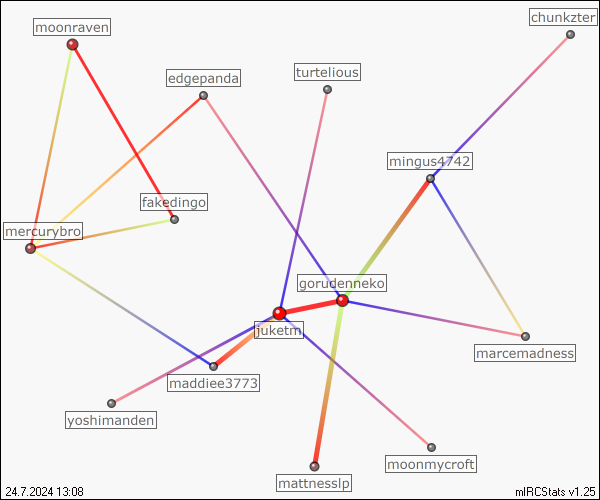 chunkzter
moonraven
edgepanda
turtelious
mingus4742
fakedingo
mercurybro
gorudenneko
juketm
marcemadness
maddiee3773
yoshimanden
moonmycroft
mattnesslp
24.7.2024 13:08
mIRCStats v1.25